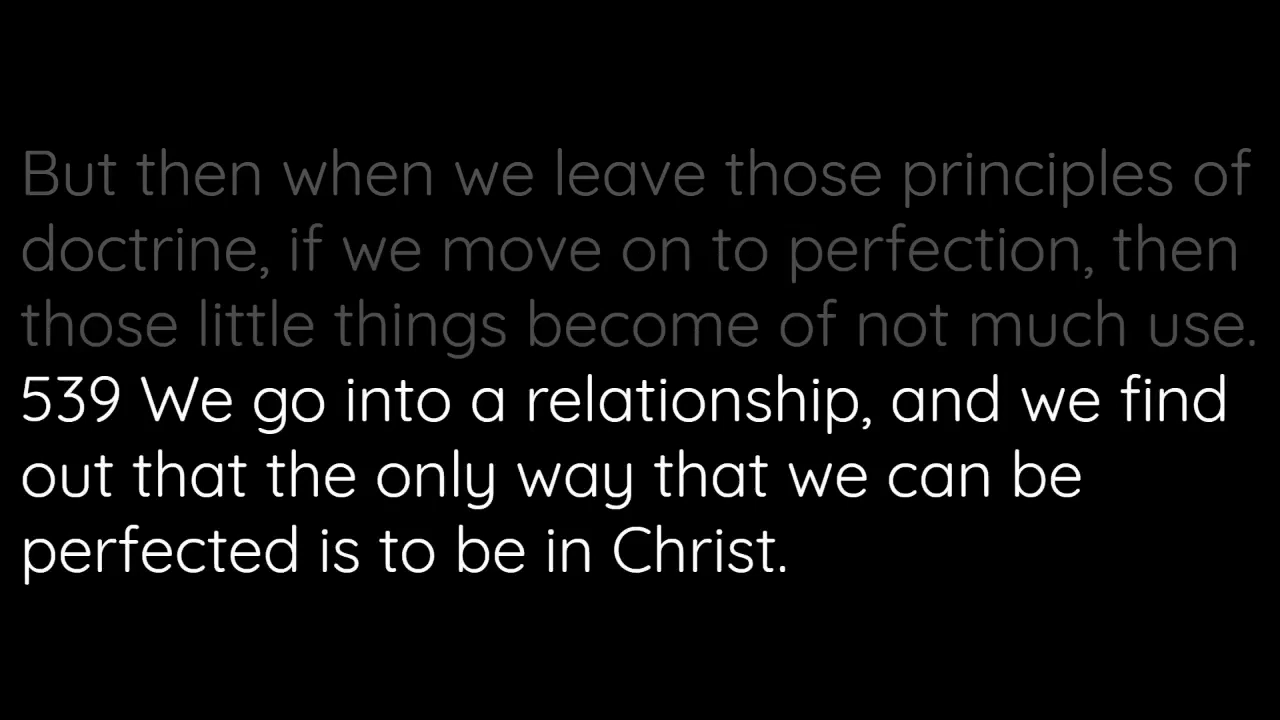 But then when we leave those principles of
doctrine, if we move on to perfection, then
those little things become of not much use.
539 We go into a relationship, and we find
out that the only way that we can be
perfected is to be in Christ.